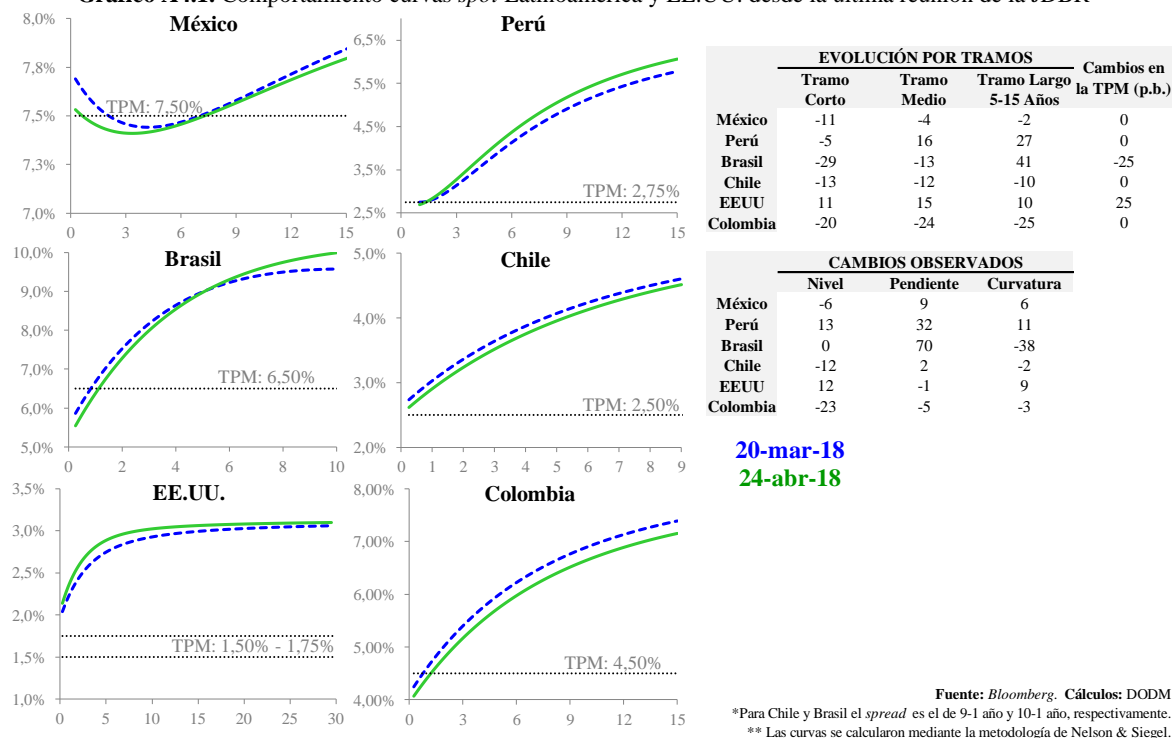 Gráfico A4.1. Comportamiento curvas spot Latinoamérica y EE.UU. desde la última reunión de la JDBR
México
8,0%
7,8%
7,5%
7,3%
7,0%
TPM: 7,50%
0 3 6 9 12 15
Perú
6,5%
5,5%
4,5%
3,5%
2,5%
TPM: 2,75%
0 3 6 9 12 15
Brasil
10,0%
9,0%
8,0%
7,0%
6,0%
5,0%
TPM: 6,50%
0 2 4 6 8 10
Chile
5,0%
4,0%
3,0%
2,0%
TPM: 2,50%
0 1 2 3 4 5 6 7 8 9
EE.UU.
3,5%
3,0%
2,5%
2,0%
1,5%
1,0%
TPM: 1,50% - 1,75%
0 5 10 15 20 25 30
Colombia
8,00%
7,00%
6,00%
5,00%
4,00%
TPM: 4,50%
0 3 6 9 12 15
EVOLUCIÓN POR TRAMOS
Tramo Corto Tramo Medio Tramo Largo 5-15 Años Cambios en la TPM (p.b.)
México -11 -4 -2 0
Perú -5 16 27 0
Brasil -29 -13 41 -25
Chile -13 -12 -10 0
EEUU 11 15 10 25
Colombia -20 -24 -25 0
CAMBIOS OBSERVADOS
Nivel Pendiente Curvatura
México -6 9 6
Perú 13 32 11
Brasil 0 70 -38
Chile -12 2 -2
EEUU 12 -1 9
Colombia -23 -5 -3
20-mar-18
24-abr-18
Fuente: Bloomberg. Cálculos: DODM
*Para Chile y Brasil el spread es el de 9-1 año y 10-1 año, respectivamente.
** Las curvas se calcularon mediante la metodología de Nelson & Siegel.